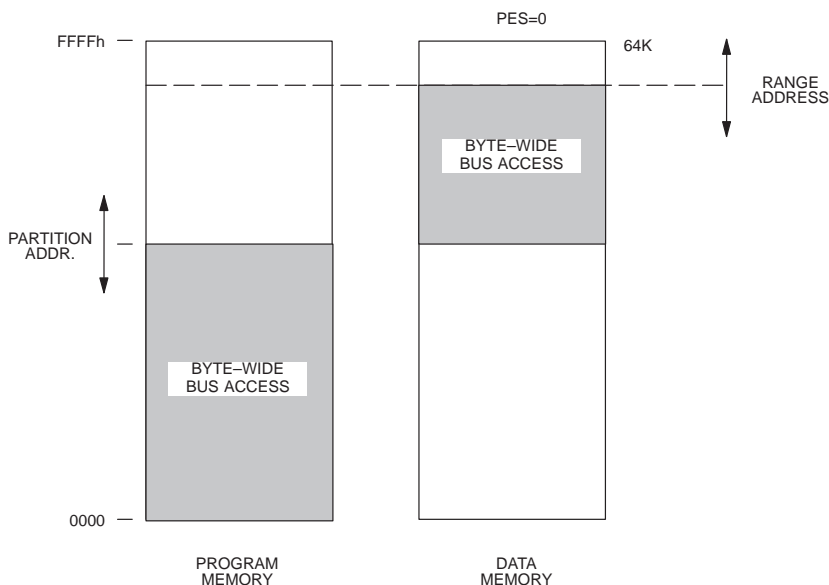 PES=0
FFFFh
64K
RANGE
ADDRESS
BYTE–WIDE
BUS ACCESS
PARTITION
ADDR.
BYTE–WIDE
BUS ACCESS
0000
PROGRAM
MEMORY
DATA
MEMORY